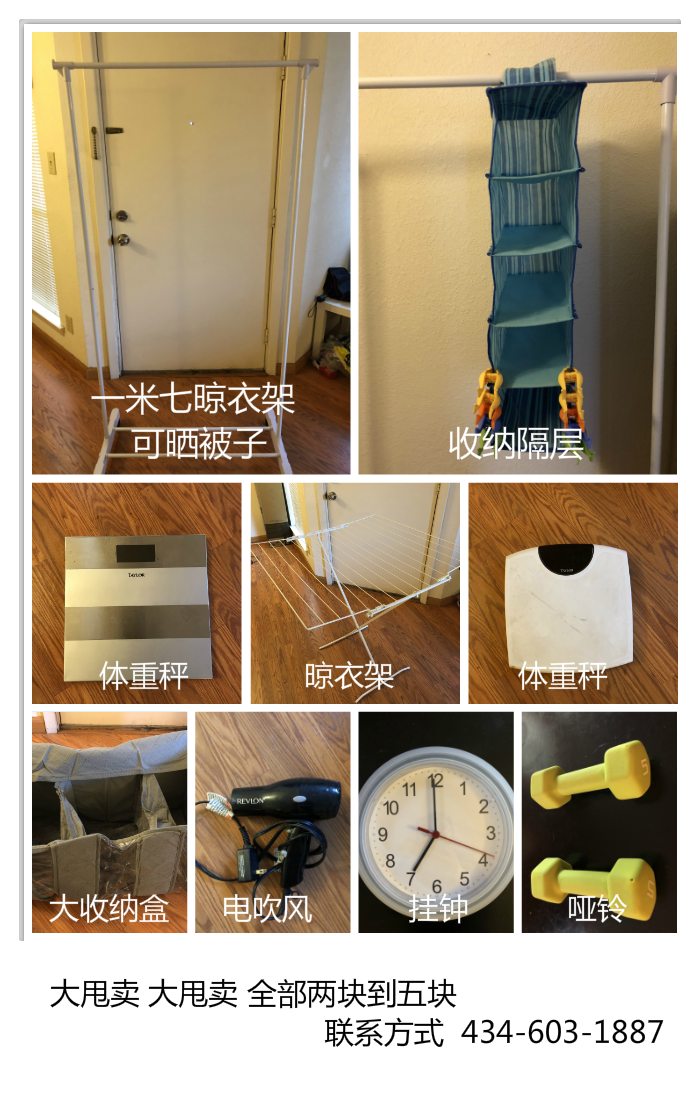 一米七晾衣架
可晒被子
收纳隔层
TAYLOR
体重秤
晾衣架
TAYLOR
体重秤
大收纳盒
REVLON
电吹风
12
1
2
3
4
5
6
7
8
9
10
11
挂钟
5
5
哑铃
大甩卖 大甩卖 全部两块到五块
联系方式 434-603-1887